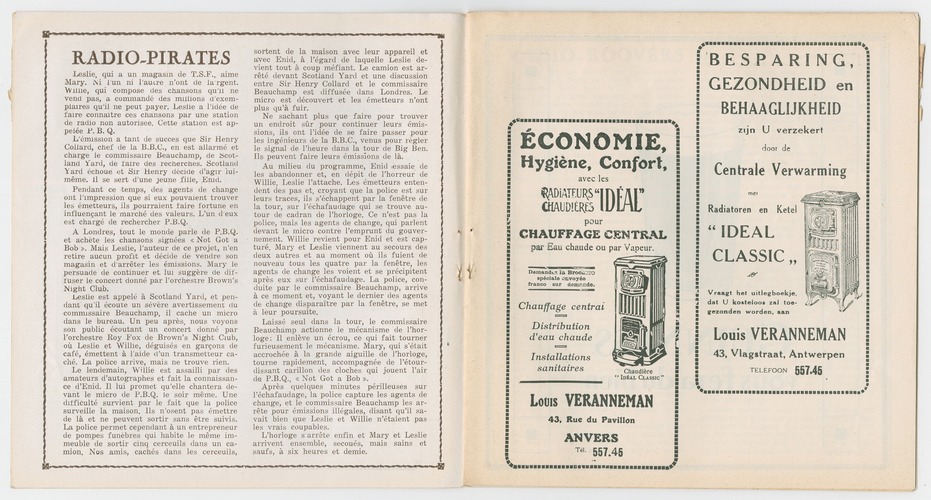 RADIO-PIRATES
Leslie, qui a un magasin de T.S.F., aime
Mary. Ni l'un ni l'autre n'ont de l'argent.
Willie, qui compose des chansons qu'il ne
vend pas, a commandé des millions d'exem-
plaires qu'il ne peut payer. Leslie a l'idée de
faire connaître ces chansons par une station
de radio non autorisée. Cette station est ap-
pelée P. B. Q.
L'émission a tant de succès que Sir Henry
Collard, chef de la B.B.C., en est alarmé et
charge le commissaire Beauchamp, de Scot-
land Yard, de faire des recherches. Scotland
Yard échoue et Sir Henry décide d'agir lui-
même. Il se sert d'une jeune fille, Enid.
Pendant ce temps, des agents de change
ont l'impression que si eux pouvaient trouver
les émetteurs, ils pourraient faire fortune en
influençant le marché des valeurs. L'un d'eux
est chargé de rechercher P.B.Q.
A Londres, tout le monde parle de P.B.Q.
et achète les chansons signées « Not Got a
Bob ». Mais Leslie, l'auteur de ce projet, n'en
retire aucun profit et décide de vendre son
magasin et d'arrêter les émissions. Mary le
persuade de continuer et lui suggère de dif-
fuser le concert donné par l'orchestre Brown's
Night Club.
Leslie est appelé à Scotland Yard, et pen-
dant qu'il écoute un sévère avertissement du
commissaire Beauchamp, il cache un micro
dans le bureau. Un peu après, nous voyons
son public écoutant un concert donné par
l'orchestre Roy Fox de Brown's Night Club,
où Leslie et Willie, déguisés en garçons de
café, émettent à l'aide d'un transmetteur ca-
ché. La police arrive, mais ne trouve rien.
Le lendemain, Willie est assailli par des
amateurs d'autographes et fait la connaissan-
ce d'Enid. Il lui promet qu'elle chantera de-
vant le micro de P.B.Q. le soir même. Une
difficulté survient par le fait que la police
surveille la maison. Ils n'osent pas émettre
de là et ne peuvent sortir sans être suivis.
La police permet cependant à un entrepreneur
de pompes funèbres qui habite le même im-
meuble de sortir cinq cercueils dans un ca-
mion. Nos amis, cachés dans les cercueils,
sortent de la maison avec leur appareil et
avec Enid, à l'égard de laquelle Leslie de-
vient tout à coup méfiant. Le camion est ar-
rêté devant Scotland Yard et une discussion
entre Sir Henry Collard et le commissaire
Beauchamp est diffusée dans Londres. Le
micro est découvert et les émetteurs n'ont
plus qu'à fuir.
Ne sachant plus que faire pour trouver
un endroit sûr pour continuer leurs émis-
sions, ils ont l'idée de se faire passer pour
les ingénieurs de la B.B.C., venus pour régler
le signal de l'heure dans la tour de Big Ben.
Ils peuvent faire leurs émissions de là.
Au milieu du programme, Enid essaie de
les abandonner et, en dépit de l'horreur de
Willie, Leslie l'attache. Les émetteurs enten-
dent des pas et, croyant que la police est sur
leurs traces, ils s'échappent par la fenêtre de
la tour, sur l'échafaudage qui se trouve au-
tour de cadran de l'horloge. Ce n'est pas la
police, mais les agents de change, qui parlent
devant le micro contre l'emprunt du gouver-
nement. Willie revient pour Enid et est cap-
turé. Mary et Leslie viennent au secours des
deux autres et au moment où ils fuient de
nouveau tous les quatre par la fenêtre, les
agents de change les voient et se précipitent
après eux sur l'échafaudage. La police, con-
duite par le commissaire Beauchamp, arrive
à ce moment et, voyant le dernier des agents
de change disparaître par la fenêtre, se met
à leur poursuite.
Laissé seul dans la tour, le commissaire
Beauchamp actionne le mécanisme de l'hor-
loge: Il enlève un écrou, ce qui fait tourner
furieusement le mécanisme. Mary, qui s'était
accrochée à la grande aiguille de l'horloge,
tourne rapidement, accompagnée de l'étour-
dissant carillon des cloches qui jouent l'air
de P.B.Q., « Not Got a Bob ».
Après quelques minutes périlleuses sur
l'échafaudage, la police capture les agents de
change, et le commissaire Beauchamp les ar-
rête pour émissions illégales, disant qu'il sa-
vait bien que Leslie et Willie n'étaient pas
les vrais coupables.
L'horloge s'arrête enfin et Mary et Leslie
arrivent ensemble, secoués, mais sains et
saufs, à six heures et demie.
ÉCONOMIE,
Hygiène, Confort,
avec les
RADIATEURS "IDÉAL"
CHAUDIÈRES
pour
CHAUFFAGE CENTRAL
par Eau chaude ou par Vapeur.
Demandez la Brochure
spéciale envoyée
franco sur demande.
Chauffage central
Distribution
d'eau chaude
Installations
sanitaires
Chaudière
"IDEAL CLASSIC"
Louis VERANNEMAN
43, Rue du Pavillon
ANVERS
Tél. 557.45
BESPARING,
GEZONDHEID en
BEHAAGLIJKHEID
zijn U verzekert
door de
Centrale Verwarming
met
Radiatoren en Ketel
"IDEAL
CLASSIC„
Vraagt het uitlegboekje,
dat U kosteloos zal toe-
gezonden worden, aan
Louis VERANNEMAN
43, Vlagstraat, Antwerpen
TELEFOON 557.45